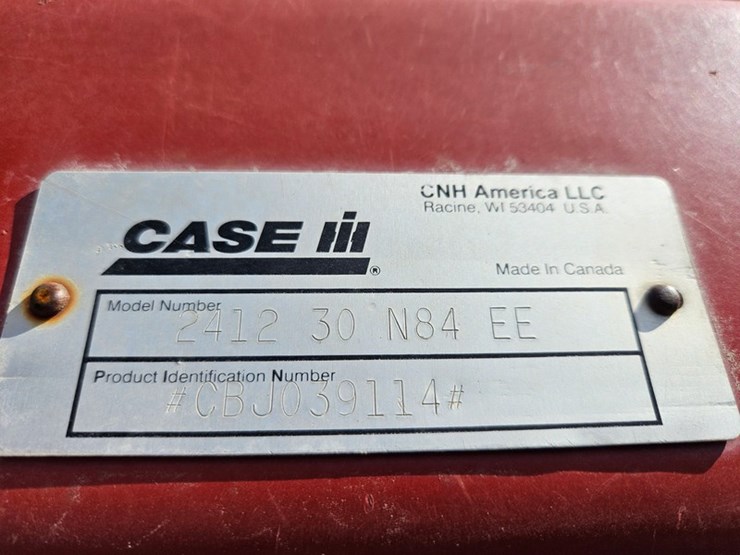 CNH America LLC
Racine, WI 53404 U.S.A.
CASE IH ®
Made In Canada
Model Number
2412 30 N84 EE
Product Identification Number
#CBJ039114#